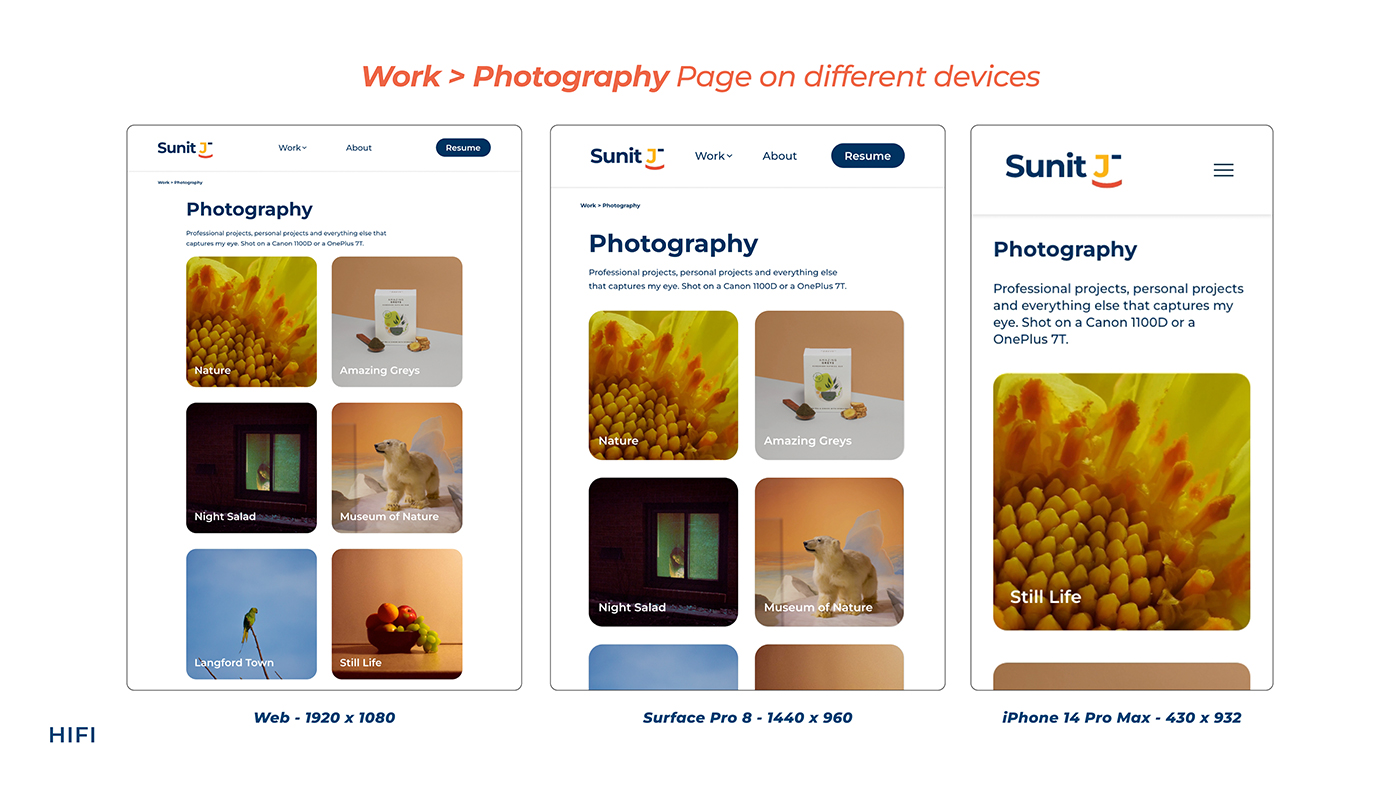 Work > Photography Page on different devices
Sunit J
Work
About
Resume
Work > Photography
Photography
Professional projects, personal projects and everything else that
captures my eye. Shot on a Canon 1100D or a OnePlus 7T.
AMAZING
GREYS
Nature
Amazing Greys
Night Salad
Museum of Nature
Langford Town
Still Life
Web - 1920 x 1080
Sunit J
Work
About
Resume
Work > Photography
Photography
Professional projects, personal projects and everything else
that captures my eye. Shot on a Canon 1100D or a OnePlus 7T.
AMAZING
GREYS
Nature
Amazing Greys
Night Salad
Museum of Nature
Surface Pro 8 - 1440 x 960
Sunit J
Photography
Professional projects, personal projects
and everything else that captures my
eye. Shot on a Canon 1100D or a
OnePlus 7T.
Still Life
iPhone 14 Pro Max - 430 x 932
HIFI